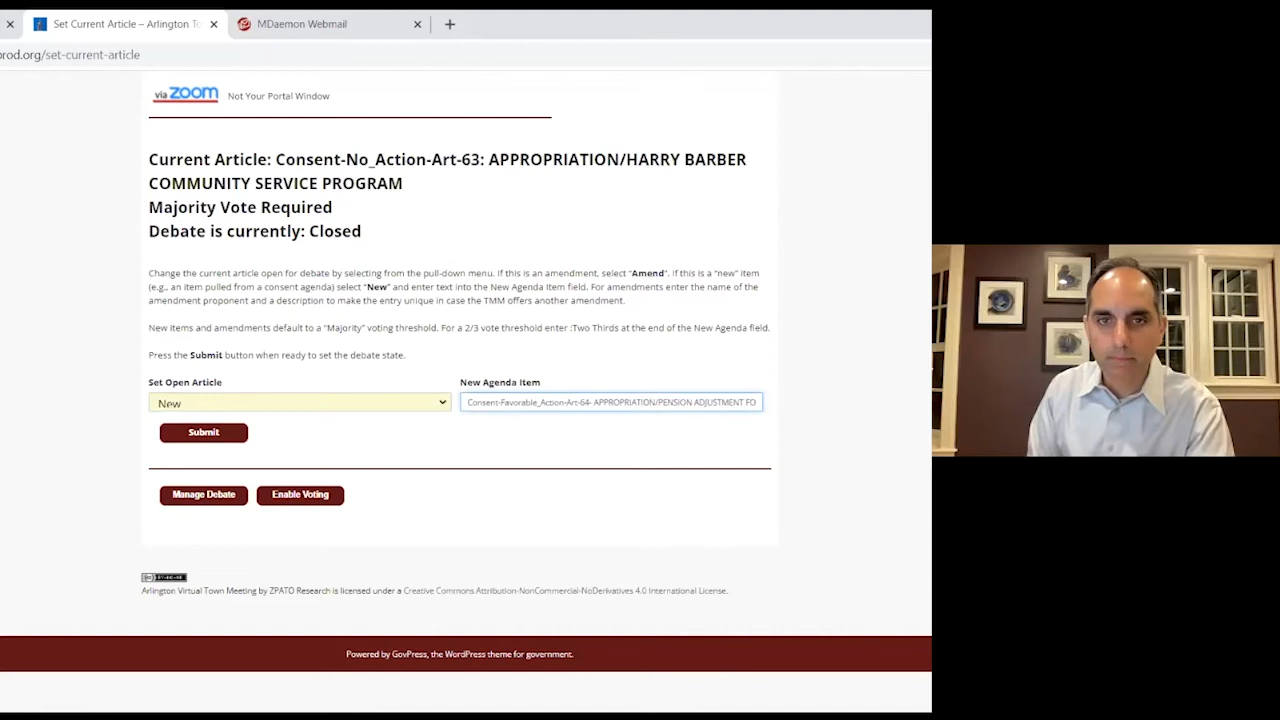 Set Current Article – Arlington To
MDaemon Webmail
prod.org/set-current-article
via zoom Not Your Portal Window
Current Article: Consent-No_Action-Art-63: APPROPRIATION/HARRY BARBER
COMMUNITY SERVICE PROGRAM
Majority Vote Required
Debate is currently: Closed
Change the current article open for debate by selecting from the pull-down menu. If this is an amendment, select "Amend". If this is a "new" item
(e.g., an item pulled from a consent agenda) select "New" and enter text into the New Agenda Item field. For amendments enter the name of the
amendment proponent and a description to make the entry unique in case the TMM offers another amendment.
New items and amendments default to a "Majority" voting threshold. For a 2/3 vote threshold enter :Two Thirds at the end of the New Agenda field.
Press the Submit button when ready to set the debate state.
Set Open Article New Agenda Item
New Consent-Favorable_Action-Art-64- APPROPRIATION/PENSION ADJUSTMENT FO
Submit
Manage Debate Enable Voting
Arlington Virtual Town Meeting by ZPATO Research is licensed under a Creative Commons Attribution-NonCommercial-NoDerivatives 4.0 International License.
Powered by GovPress, the WordPress theme for government.